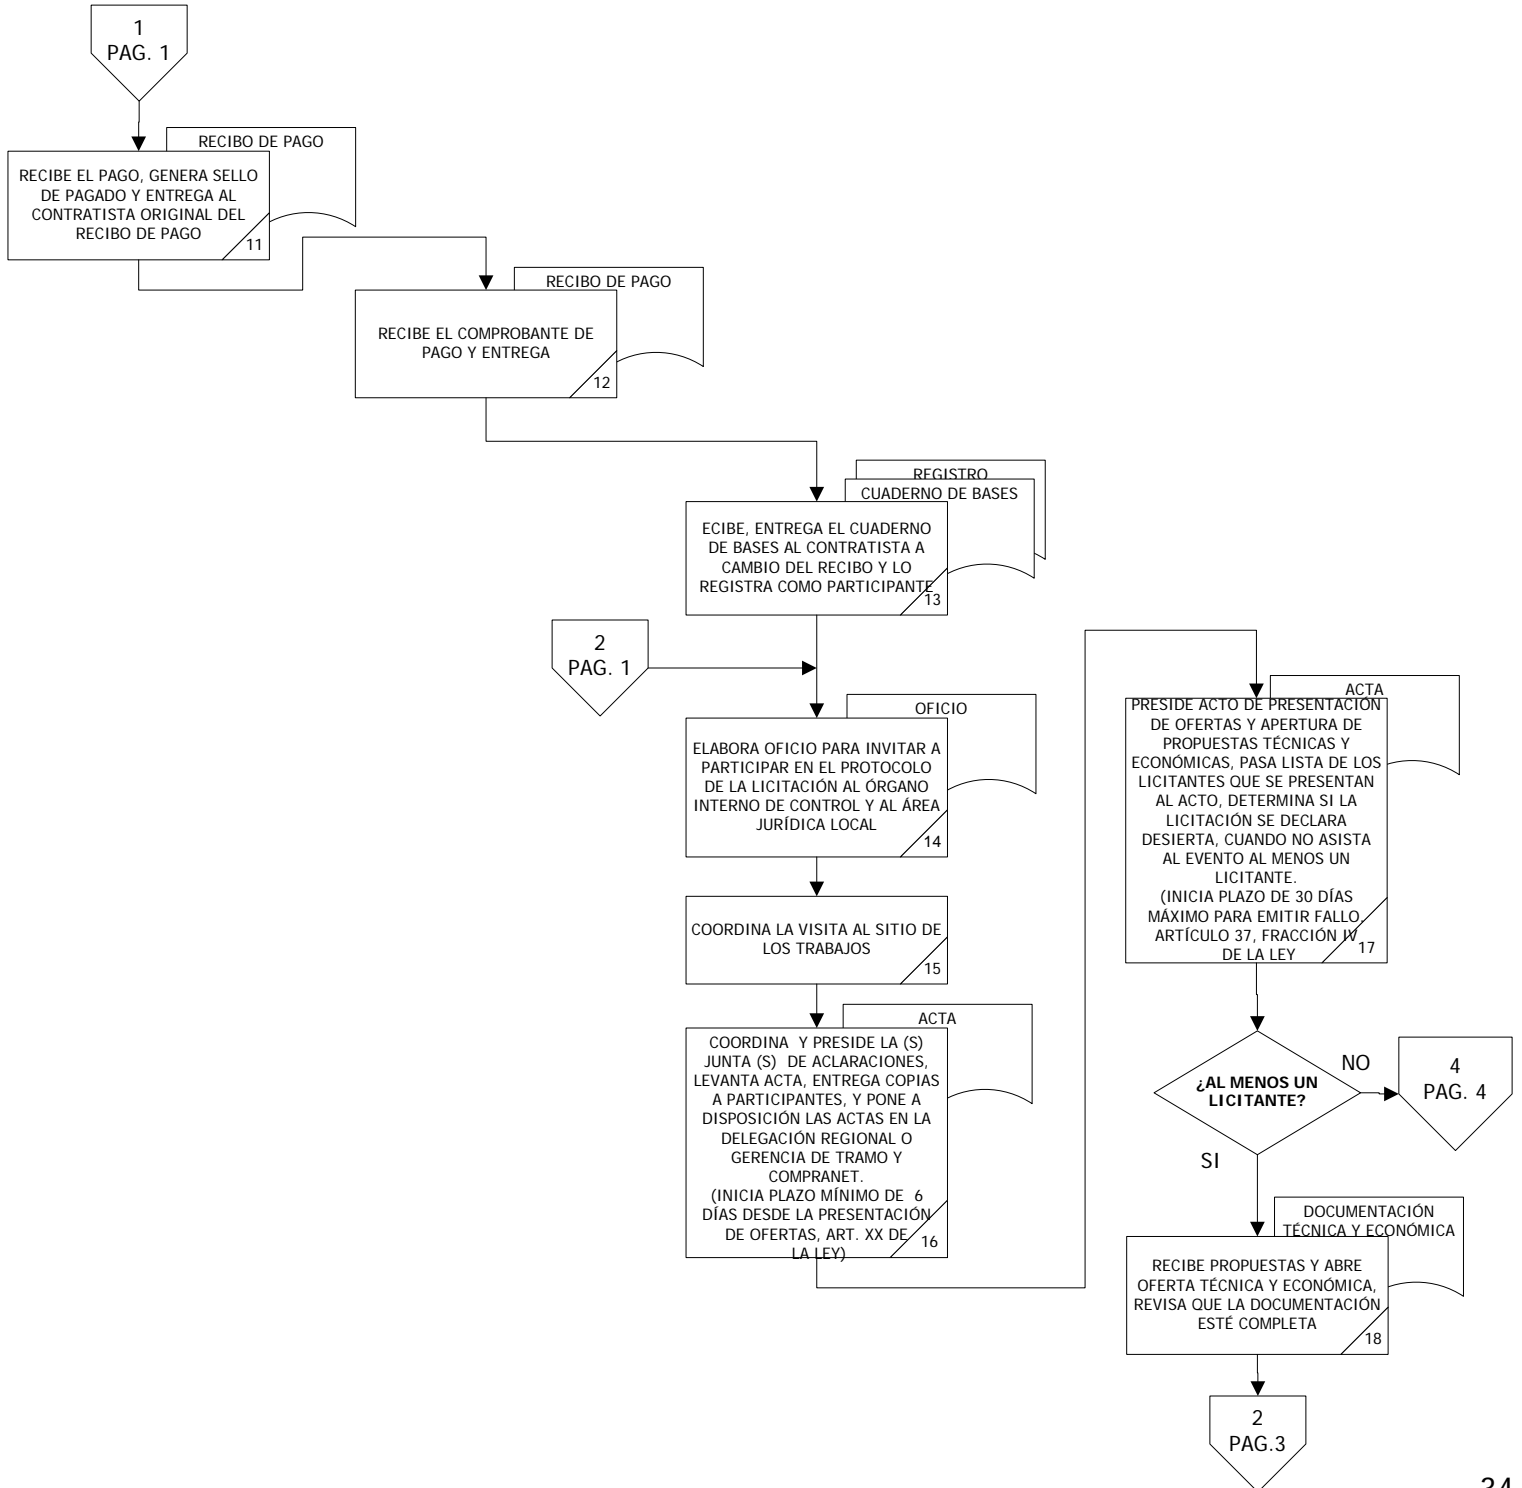 1
PAG. 1
RECIBO DE PAGO
RECIBE EL PAGO, GENERA SELLO
DE PAGADO Y ENTREGA AL
CONTRATISTA ORIGINAL DEL
RECIBO DE PAGO
11
RECIBO DE PAGO
RECIBE EL COMPROBANTE DE
PAGO Y ENTREGA
12
REGISTRO
CUADERNO DE BASES
ECIBE, ENTREGA EL CUADERNO
DE BASES AL CONTRATISTA A
CAMBIO DEL RECIBO Y LO
REGISTRA COMO PARTICIPANTE
13
2
PAG. 1
OFICIO
ELABORA OFICIO PARA INVITAR A
PARTICIPAR EN EL PROTOCOLO
DE LA LICITACIÓN AL ÓRGANO
INTERNO DE CONTROL Y AL ÁREA
JURÍDICA LOCAL
14
COORDINA LA VISITA AL SITIO DE
LOS TRABAJOS
15
ACTA
COORDINA Y PRESIDE LA (S)
JUNTA (S) DE ACLARACIONES,
LEVANTA ACTA, ENTREGA COPIAS
A PARTICIPANTES, Y PONE A
DISPOSICIÓN LAS ACTAS EN LA
DELEGACIÓN REGIONAL O
GERENCIA DE TRAMO Y
COMPRANET.
(INICIA PLAZO MÍNIMO DE 6
DÍAS DESDE LA PRESENTACIÓN
DE OFERTAS, ART. XX DE
LA LEY)
16
ACTA
PRESIDE ACTO DE PRESENTACIÓN
DE OFERTAS Y APERTURA DE
PROPUESTAS TÉCNICAS Y
ECONÓMICAS, PASA LISTA DE LOS
LICITANTES QUE SE PRESENTAN
AL ACTO, DETERMINA SI LA
LICITACIÓN SE DECLARA
DESIERTA, CUANDO NO ASISTA
AL EVENTO AL MENOS UN
LICITANTE.
(INICIA PLAZO DE 30 DÍAS
MÁXIMO PARA EMITIR FALLO,
ARTÍCULO 37, FRACCIÓN IV
DE LA LEY
17
¿AL MENOS UN
LICITANTE?
NO
4
PAG. 4
SI
DOCUMENTACIÓN
TÉCNICA Y ECONÓMICA
RECIBE PROPUESTAS Y ABRE
OFERTA TÉCNICA Y ECONÓMICA,
REVISA QUE LA DOCUMENTACIÓN
ESTÉ COMPLETA
18
2
PAG.3
34